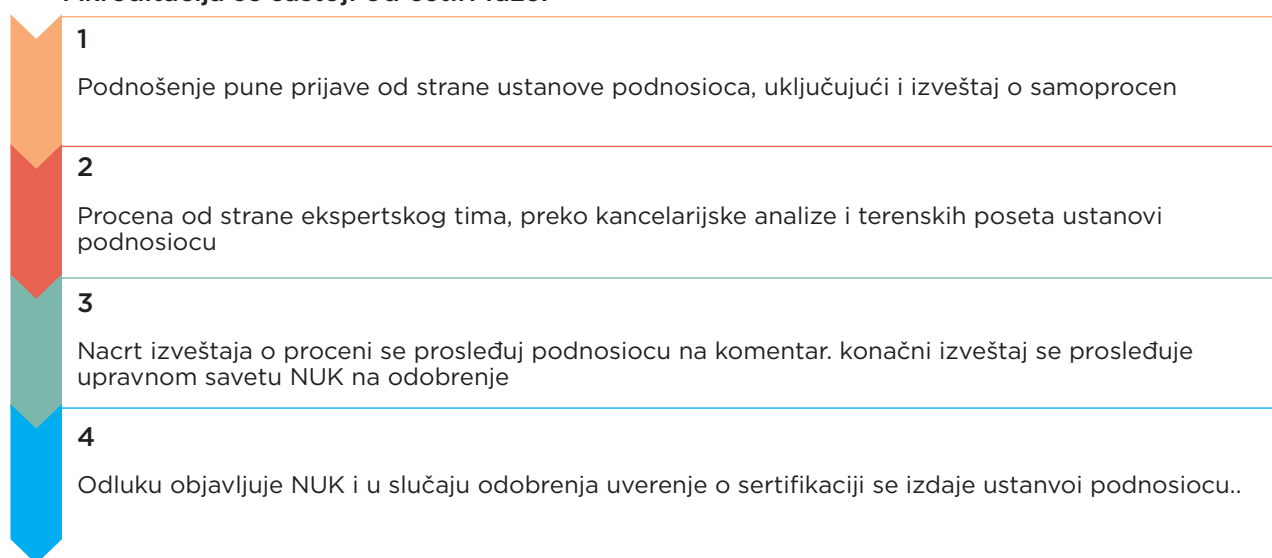 1
Podnošenje pune prijave od strane ustanove podnosioca, uključujući i izveštaj o samoprocen
2
Procena od strane ekspertskog tima, preko kancelarijske analize i terenskih poseta ustanovi
podnosiocu
3
Nacrt izveštaja o proceni se prosleđuj podnosiocu na komentar. konačni izveštaj se prosleđuje
upravnom savetu NUK na odobrenje
4
Odluku objavljuje NUK i u slučaju odobrenja uverenje o sertifikaciji se izdaje ustanvoi podnosiocu..